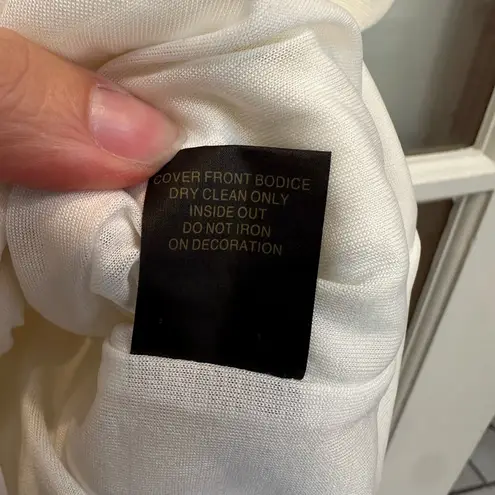 COVER FRONT BODICE
DRY CLEAN ONLY
INSIDE OUT
DO NOT IRON
ON DECORATION